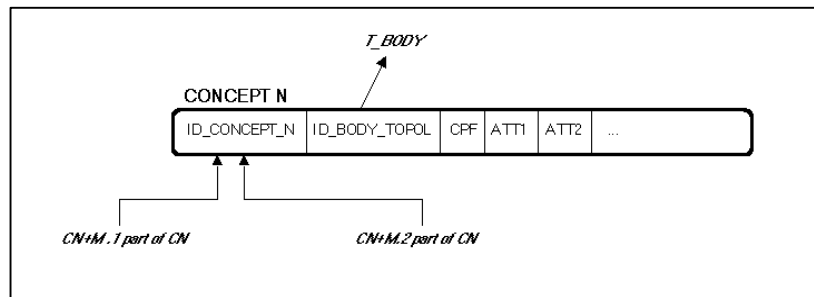 T_BODY
CONCEPT N
ID_CONCEPT_N ID_BODY_TOPOL CPF ATT1 ATT2 ...
CN+M.1 part of CN CN+M.2 part of CN